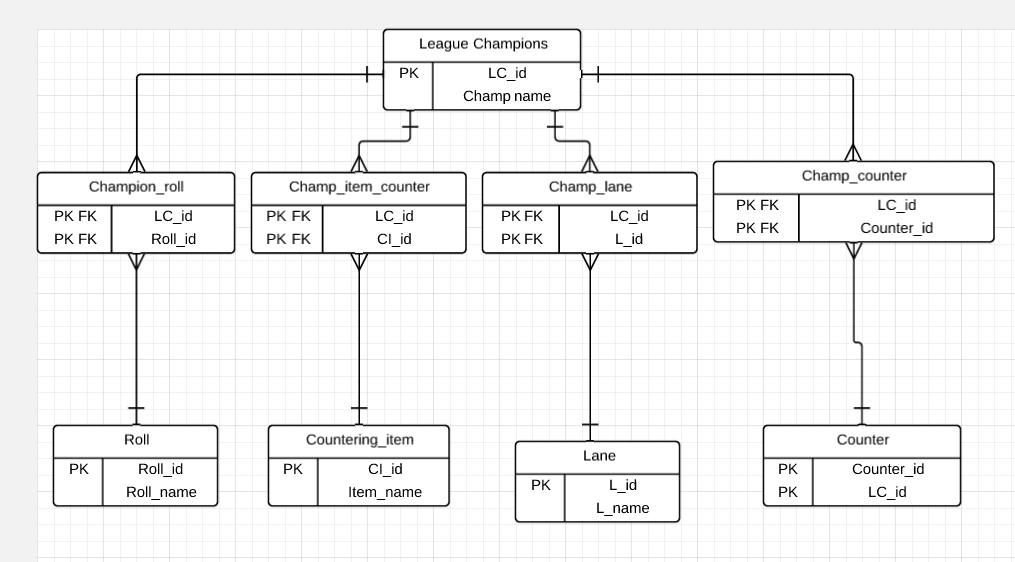 League Champions
PK LC_id
Champ name
Champion_roll
PK FK LC_id
PK FK Roll_id
Champ_item_counter
PK FK LC_id
PK FK CI_id
Champ_lane
PK FK LC_id
PK FK L_id
Champ_counter
PK FK LC_id
PK FK Counter_id
Roll
PK Roll_id
Roll_name
Countering_item
PK CI_id
Item_name
Lane
PK L_id
L_name
Counter
PK Counter_id
PK LC_id